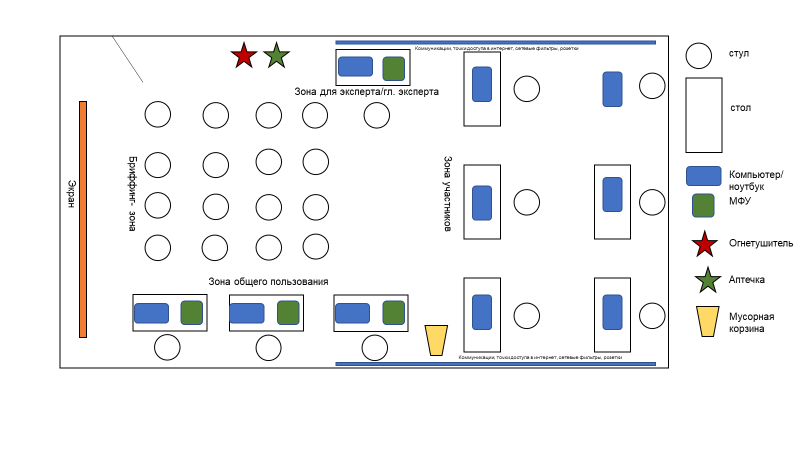 Коммуникации, точки доступа в интернет, сетевые фильтры, розетки
стул
Зона для эксперта/гл. эксперта
стол
Экран
Бриффинг- зона
Зона участников
Компьютер/
ноутбук
МФУ
Огнетушитель
Зона общего пользования
Аптечка
Мусорная
корзина
Коммуникации, точки доступа в интернет, сетевые фильтры, розетки